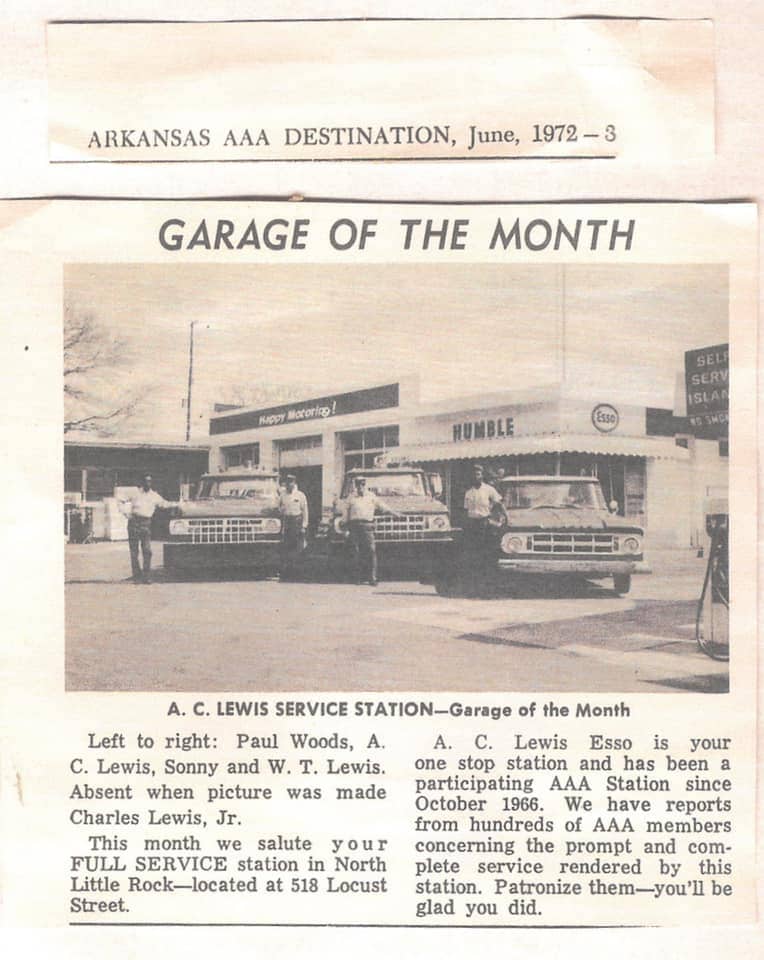 ARKANSAS AAA DESTINATION, June, 1972 – 3
GARAGE OF THE MONTH
Happy Motoring!
HUMBLE
Esso
SELF
SERV
ISLAN
NO SMOK
A. C. LEWIS SERVICE STATION—Garage of the Month
Left to right: Paul Woods, A.
C. Lewis, Sonny and W. T. Lewis.
Absent when picture was made
Charles Lewis, Jr.
This month we salute your
FULL SERVICE station in North
Little Rock—located at 518 Locust
Street.
A. C. Lewis Esso is your
one stop station and has been a
participating AAA Station since
October 1966. We have reports
from hundreds of AAA members
concerning the prompt and com-
plete service rendered by this
station. Patronize them—you'll be
glad you did.